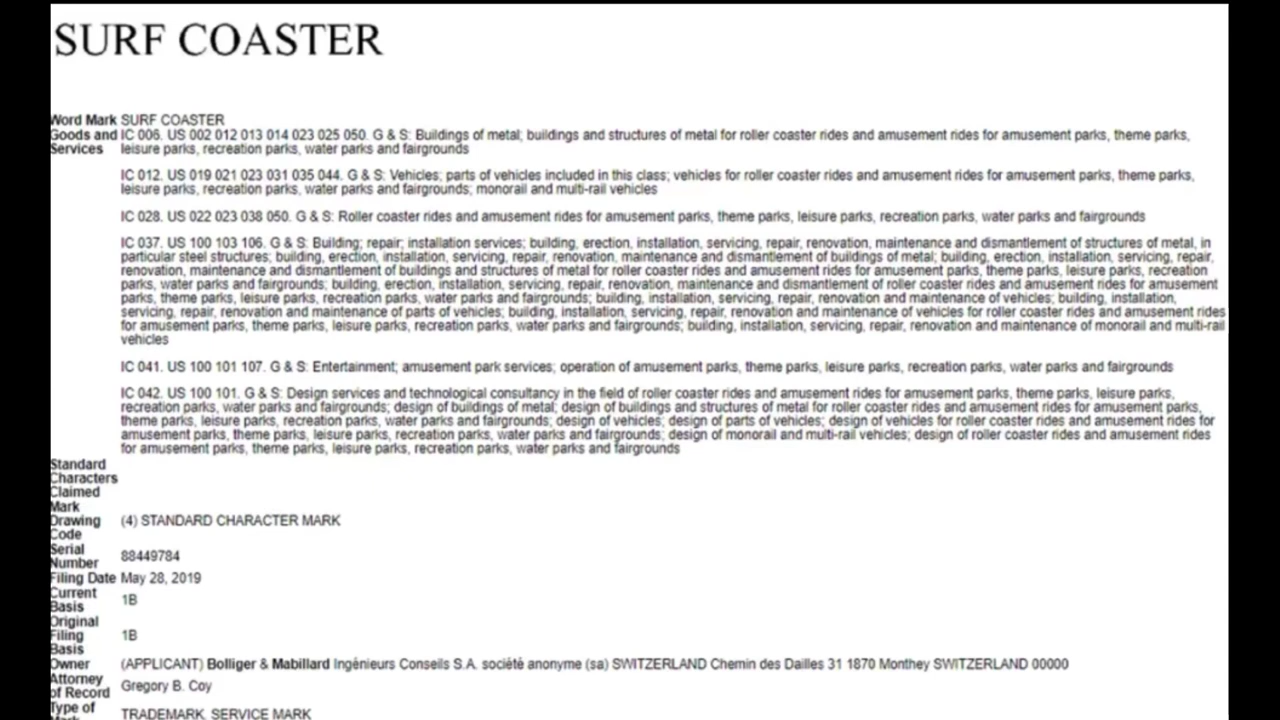 SURF COASTER
Word Mark SURF COASTER
Goods and Services IC 006. US 002 012 013 014 023 025 050. G & S: Buildings of metal; buildings and structures of metal for roller coaster rides and amusement rides for amusement parks, theme parks,
leisure parks, recreation parks, water parks and fairgrounds
IC 012. US 019 021 023 031 035 044. G & S: Vehicles; parts of vehicles included in this class; vehicles for roller coaster rides and amusement rides for amusement parks, theme parks,
leisure parks, recreation parks, water parks and fairgrounds; monorail and multi-rail vehicles
IC 028. US 022 023 038 050. G & S: Roller coaster rides and amusement rides for amusement parks, theme parks, leisure parks, recreation parks, water parks and fairgrounds
IC 037. US 100 103 106. G & S: Building; repair; installation services; building, erection, installation, servicing, repair, renovation, maintenance and dismantlement of structures of metal, in
particular steel structures; building, erection, installation, servicing, repair, renovation, maintenance and dismantlement of buildings of metal; building, erection, installation, servicing, repair,
renovation, maintenance and dismantlement of buildings and structures of metal for roller coaster rides and amusement rides for amusement parks, theme parks, leisure parks, recreation
parks, water parks and fairgrounds; building, erection, installation, servicing, repair, renovation, maintenance and dismantlement of roller coaster rides and amusement rides for amusement
parks, theme parks, leisure parks, recreation parks, water parks and fairgrounds; building, installation, servicing, repair, renovation and maintenance of vehicles; building, installation,
servicing, repair, renovation and maintenance of parts of vehicles; building, installation, servicing, repair, renovation and maintenance of vehicles for roller coaster rides and amusement rides
for amusement parks, theme parks, leisure parks, recreation parks, water parks and fairgrounds; building, installation, servicing, repair, renovation and maintenance of monorail and multi-rail
vehicles
IC 041. US 100 101 107. G & S: Entertainment; amusement park services; operation of amusement parks, theme parks, leisure parks, recreation parks, water parks and fairgrounds
IC 042. US 100 101. G & S: Design services and technological consultancy in the field of roller coaster rides and amusement rides for amusement parks, theme parks, leisure parks,
recreation parks, water parks and fairgrounds; design of buildings of metal; design of buildings and structures of metal for roller coaster rides and amusement rides for amusement parks,
theme parks, leisure parks, recreation parks, water parks and fairgrounds; design of vehicles; design of parts of vehicles; design of vehicles for roller coaster rides and amusement rides for
amusement parks, theme parks, leisure parks, recreation parks, water parks and fairgrounds; design of monorail and multi-rail vehicles; design of roller coaster rides and amusement rides
for amusement parks, theme parks, leisure parks, recreation parks, water parks and fairgrounds
Standard
Characters
Claimed
Mark
Drawing (4) STANDARD CHARACTER MARK
Code
Serial
Number 88449784
Filing Date May 28, 2019
Current
Basis 1B
Original
Filing 1B
Basis
Owner (APPLICANT) Bolliger & Mabillard Ingénieurs Conseils S.A. société anonyme (sa) SWITZERLAND Chemin des Dailles 31 1870 Monthey SWITZERLAND 00000
Attorney
of Record Gregory B. Coy
Type of
Mark TRADEMARK. SERVICE MARK